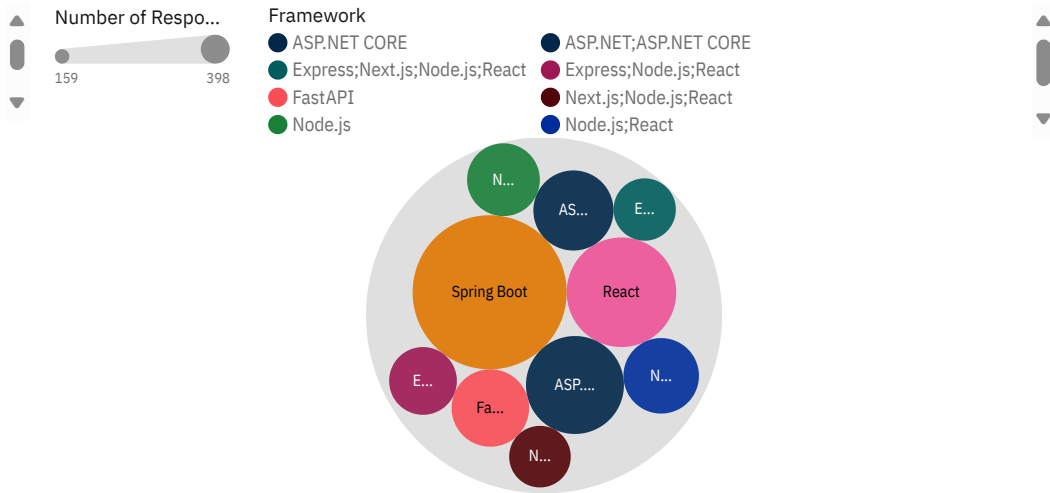 Number of Respo...
159
398
Framework
ASP.NET CORE
ASP.NET;ASP.NET CORE
Express;Next.js;Node.js;React
Express;Node.js;React
FastAPI
Next.js;Node.js;React
Node.js
Node.js;React
N...
AS...
E...
Spring Boot
React
E...
Fa...
ASP....
N...
N...